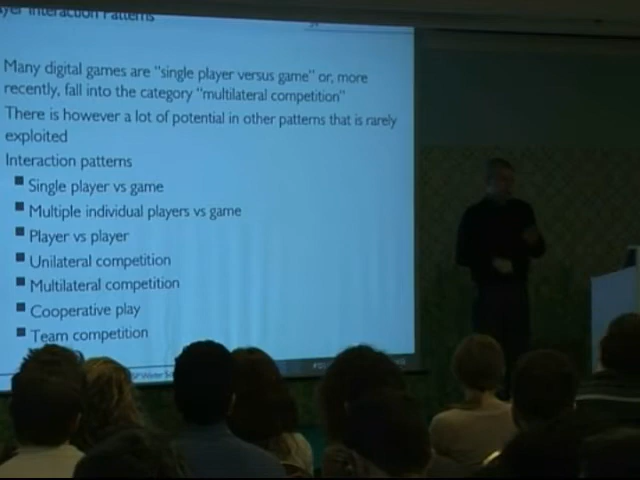 Interaction Patterns
Many digital games are "single player versus game" or, more
recently, fall into the category "multilateral competition"
There is however a lot of potential in other patterns that is rarely
exploited
Interaction patterns
Single player vs game
Multiple individual players vs game
Player vs player
Unilateral competition
Multilateral competition
Cooperative play
Team competition